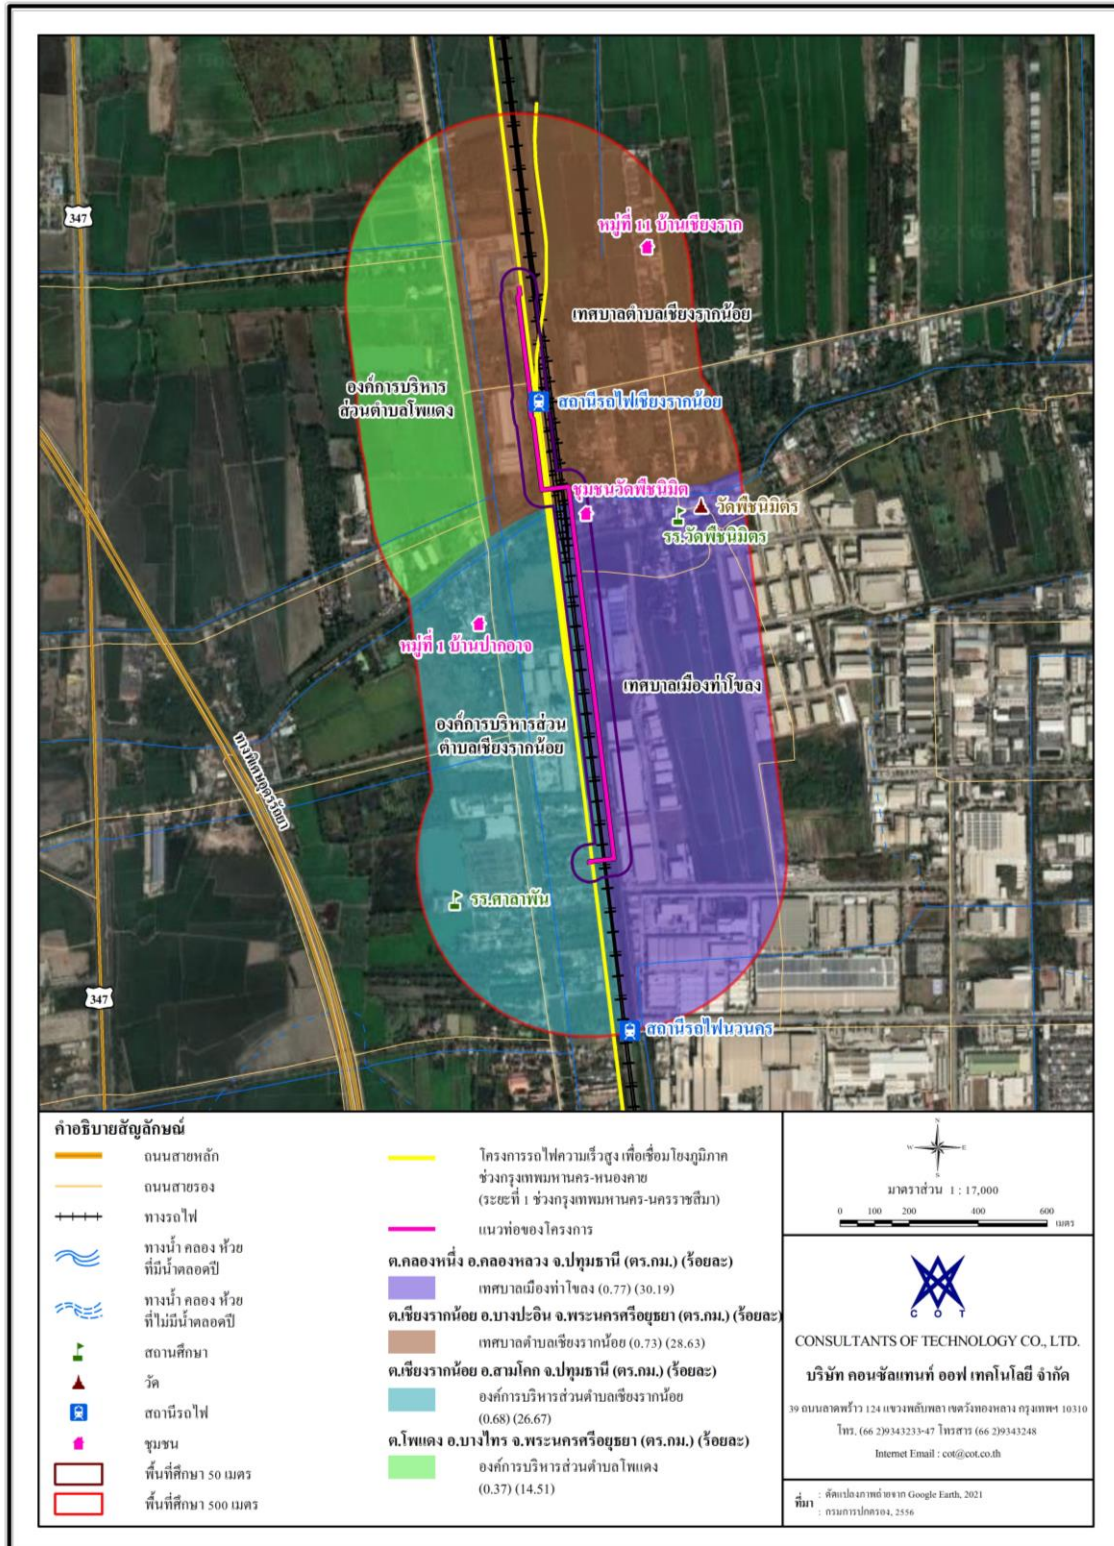 347
หมู่ที่ 11 บ้านเชียงราก
เทศบาลตำบลเชียงรากน้อย
องค์การบริหาร
ส่วนตำบลโพแตง
สถานีรถไฟเชียงรากน้อย
ชุมชนวัดพืชนิมิต
วัดพืชนิมิตร
รร.วัดพืชนิมิตร
หมู่ที่ 1 บ้านปากอาจ
เทศบาลเมืองท่าโขลง
องค์การบริหารส่วน
ตำบลเชียงรากน้อย
ทางพิเศษอุดรรัถยา
รร.ศาลาพัน
347
สถานีรถไฟนวนคร
คำอธิบายสัญลักษณ์
ถนนสายหลัก
ถนนสายรอง
ทางรถไฟ
ทางน้ำ คลอง ห้วย
ที่มีน้ำตลอดปี
ทางน้ำ คลอง ห้วย
ที่ไม่มีน้ำตลอดปี
สถานศึกษา
วัด
สถานีรถไฟ
ชุมชน
พื้นที่ศึกษา 50 เมตร
พื้นที่ศึกษา 500 เมตร
โครงการรถไฟความเร็วสูง เพื่อเชื่อมโยงภูมิภาค
ช่วงกรุงเทพมหานคร-หนองคาย
(ระยะที่ 1 ช่วงกรุงเทพมหานคร-นครราชสีมา)
แนวท่อของโครงการ
ต.คลองหนึ่ง อ.คลองหลวง จ.ปทุมธานี (ตร.กม.) (ร้อยละ)
เทศบาลเมืองท่าโขลง (0.77) (30.19)
ต.เชียงรากน้อย อ.บางปะอิน จ.พระนครศรีอยุธยา (ตร.กม.) (ร้อยละ)
เทศบาลตำบลเชียงรากน้อย (0.73) (28.63)
ต.เชียงรากน้อย อ.สามโคก จ.ปทุมธานี (ตร.กม.) (ร้อยละ)
องค์การบริหารส่วนตำบลเชียงรากน้อย
(0.68) (26.67)
ต.โพแตง อ.บางไทร จ.พระนครศรีอยุธยา (ตร.กม.) (ร้อยละ)
องค์การบริหารส่วนตำบลโพแตง
(0.37) (14.51)
N
W E
S
มาตราส่วน 1 : 17,000
0 100 200 400 600
เมตร
C O T
CONSULTANTS OF TECHNOLOGY CO., LTD.
บริษัท คอนซัลแทนท์ ออฟ เทคโนโลยี จำกัด
39 ถนนลาดพร้าว 124 แขวงพลับพลา เขตวังทองหลาง กรุงเทพฯ 10310
โทร. (66 2)9343233-47 โทรสาร (66 2)9343248
Internet Email : cot@cot.co.th
ที่มา : ดัดแปลงภาพถ่ายจาก Google Earth, 2021
: กรมการปกครอง, 2556